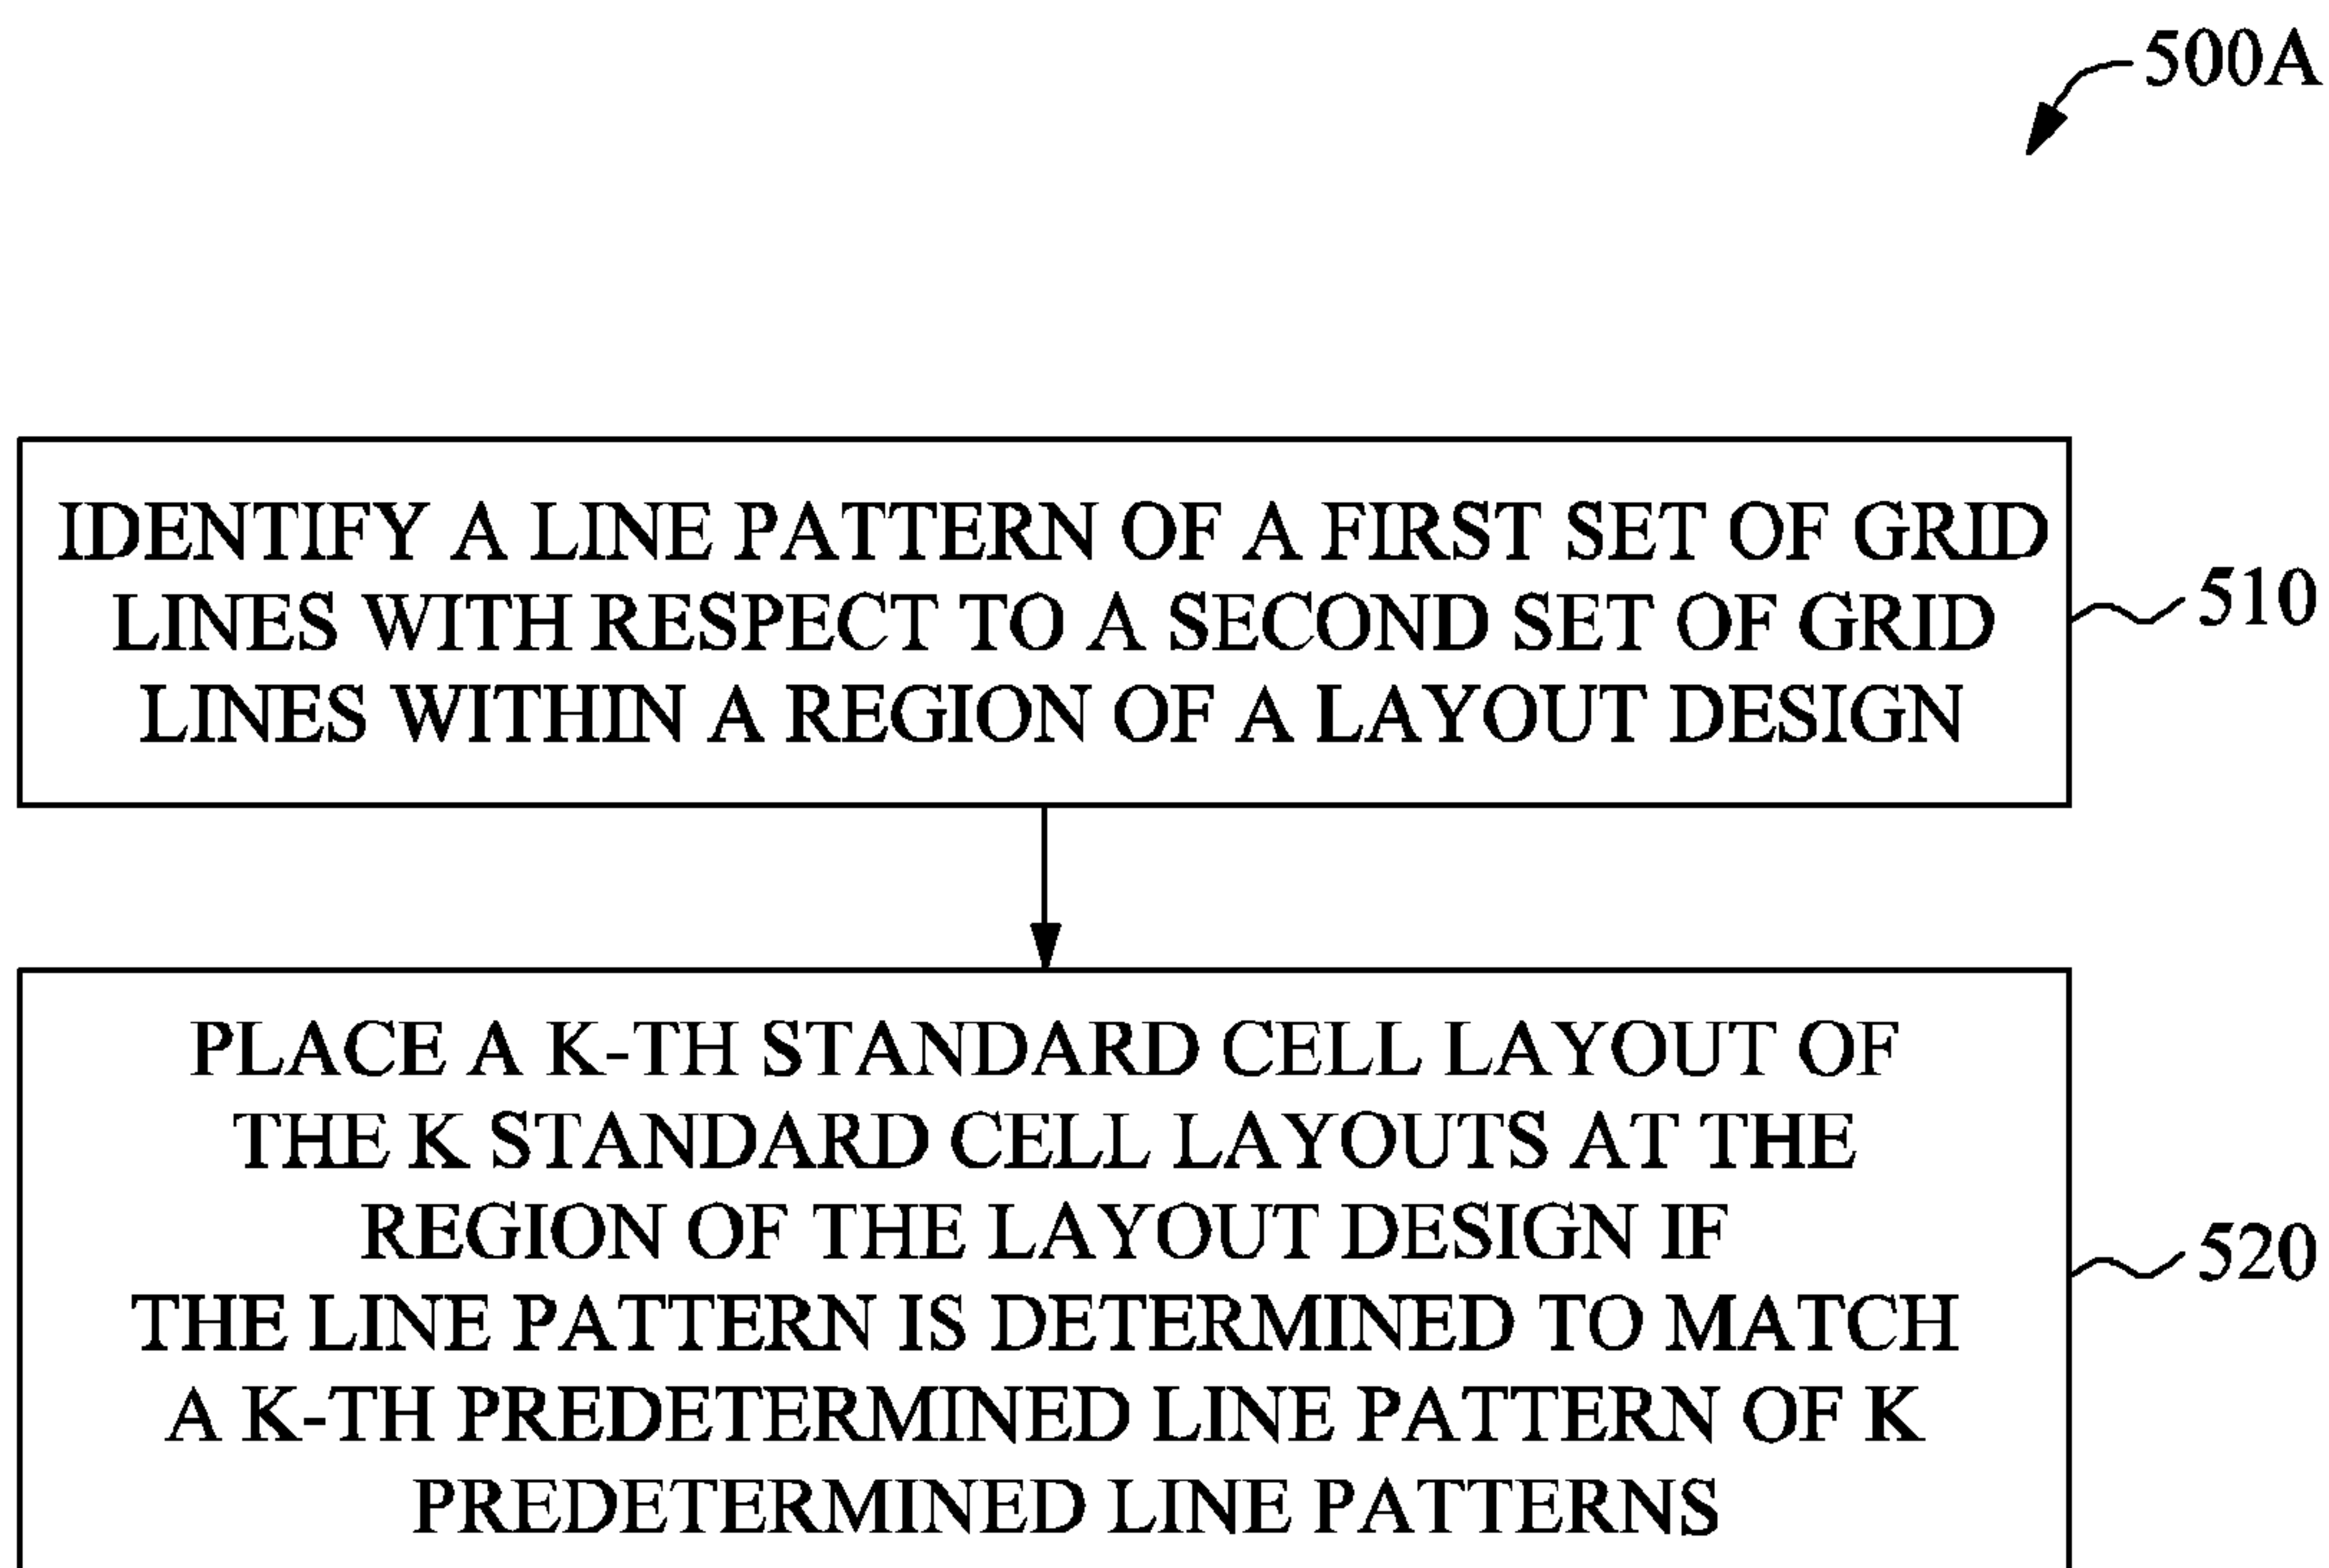 500A
IDENTIFY A LINE PATTERN OF A FIRST SET OF GRID
LINES WITH RESPECT TO A SECOND SET OF GRID
LINES WITHIN A REGION OF A LAYOUT DESIGN
510
PLACE A K-TH STANDARD CELL LAYOUT OF
THE K STANDARD CELL LAYOUTS AT THE
REGION OF THE LAYOUT DESIGN IF
THE LINE PATTERN IS DETERMINED TO MATCH
A K-TH PREDETERMINED LINE PATTERN OF K
PREDETERMINED LINE PATTERNS
520